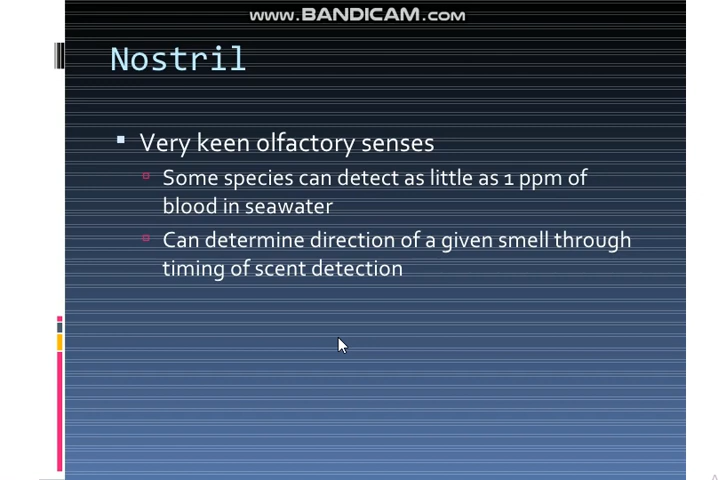 www.BANDICAM.com
Nostril
Very keen olfactory senses
Some species can detect as little as 1 ppm of
blood in seawater
Can determine direction of a given smell through
timing of scent detection